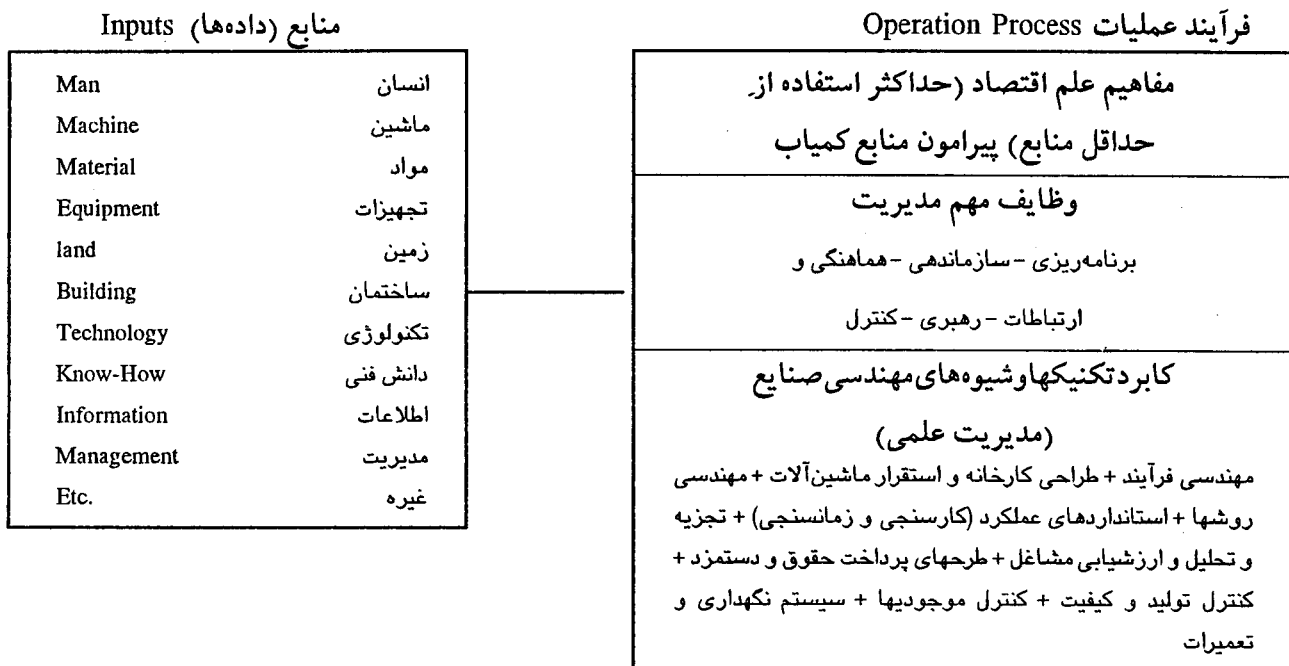 منابع (داده‌ها) Inputs
Man انسان
Machine ماشین
Material مواد
Equipment تجهیزات
land زمین
Building ساختمان
Technology تکنولوژی
Know-How دانش فنی
Information اطلاعات
Management مدیریت
Etc. غیره
فرآیند عملیات Operation Process
مفاهیم علم اقتصاد (حداکثر استفاده از
حداقل منابع) پیرامون منابع کمیاب
وظایف مهم مدیریت
برنامه‌ریزی - سازماندهی - هماهنگی و
ارتباطات - رهبری - کنترل
کابرد تکنیکها و شیوه‌های مهندسی صنایع
(مدیریت علمی)
مهندسی فرآیند + طراحی کارخانه و استقرار ماشین‌آلات + مهندسی
روشها + استانداردهای عملکرد (کارسنجی و زمانسنجی) + تجزیه
و تحلیل و ارزشیابی مشاغل + طرحهای پرداخت حقوق و دستمزد +
کنترل تولید و کیفیت + کنترل موجودیها + سیستم نگهداری و
تعمیرات